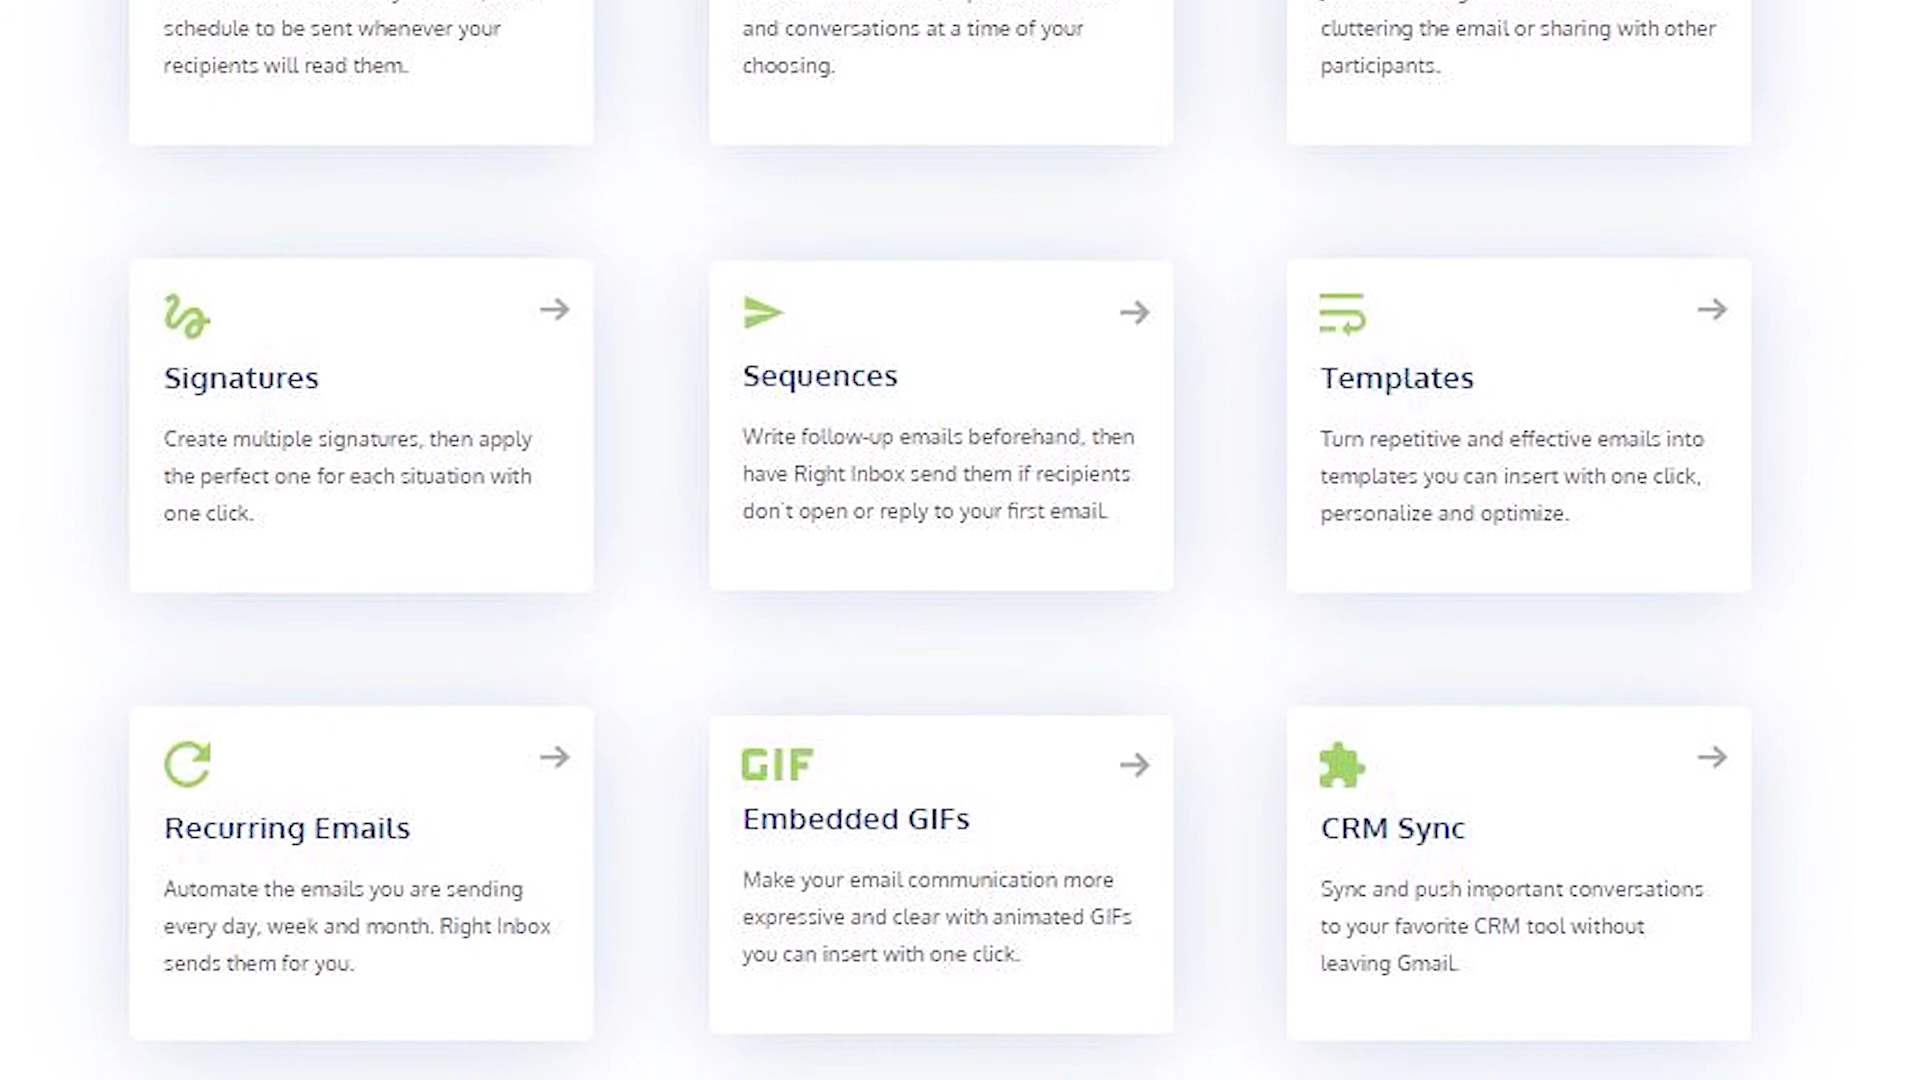 schedule to be sent whenever your
recipients will read them.
and conversations at a time of your
choosing.
cluttering the email or sharing with other
participants.
Signatures
Create multiple signatures, then apply
the perfect one for each situation with
one click.
Sequences
Write follow-up emails beforehand, then
have Right Inbox send them if recipients
don't open or reply to your first email.
Templates
Turn repetitive and effective emails into
templates you can insert with one click,
personalize and optimize.
Recurring Emails
Automate the emails you are sending
every day, week and month. Right Inbox
sends them for you.
GIF
Embedded GIFs
Make your email communication more
expressive and clear with animated GIFs
you can insert with one click.
CRM Sync
Sync and push important conversations
to your favorite CRM tool without
leaving Gmail.